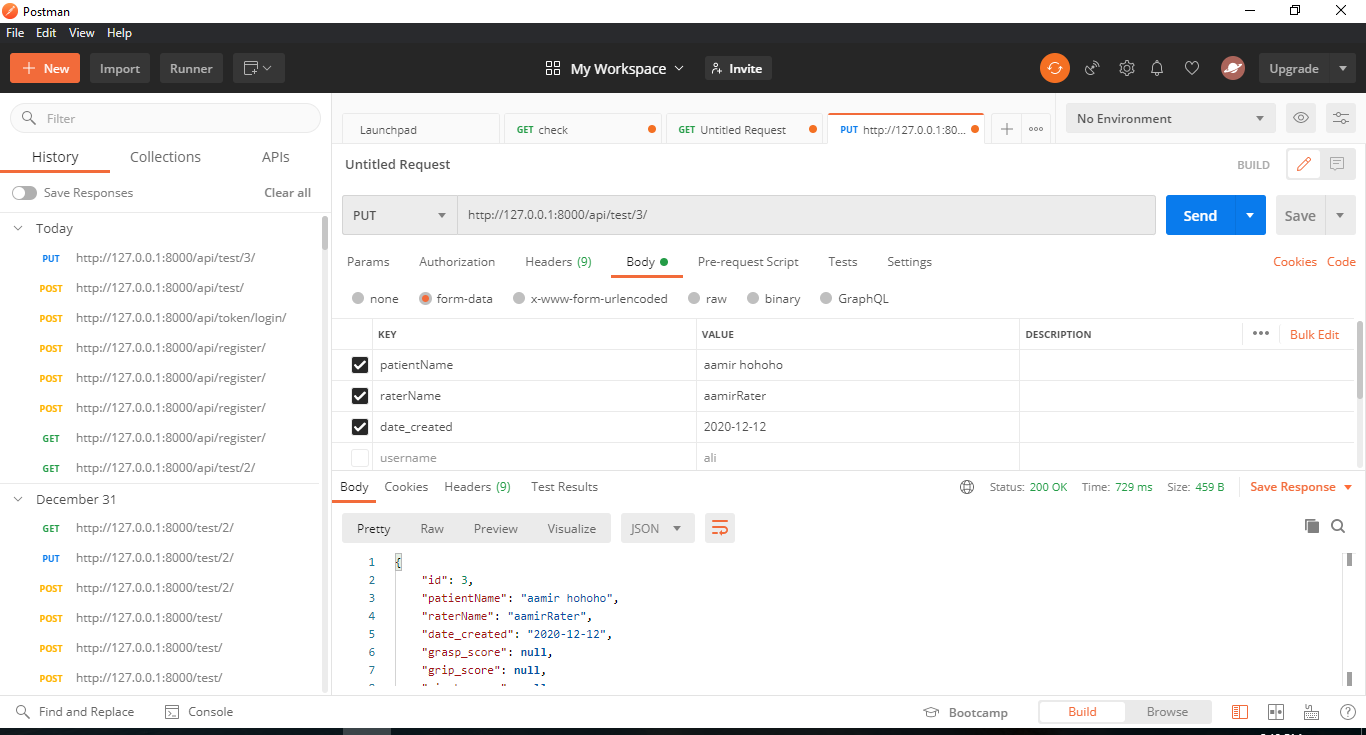 Postman
File Edit View Help
+ New Import Runner My Workspace Invite Upgrade
Filter
History Collections APIs
Save Responses Clear all
Today
PUT http://127.0.0.1:8000/api/test/3/
POST http://127.0.0.1:8000/api/test/
POST http://127.0.0.1:8000/api/token/login/
POST http://127.0.0.1:8000/api/register/
POST http://127.0.0.1:8000/api/register/
POST http://127.0.0.1:8000/api/register/
GET http://127.0.0.1:8000/api/register/
GET http://127.0.0.1:8000/api/test/2/
December 31
GET http://127.0.0.1:8000/test/2/
PUT http://127.0.0.1:8000/test/2/
POST http://127.0.0.1:8000/test/2/
POST http://127.0.0.1:8000/test/
POST http://127.0.0.1:8000/test/
POST http://127.0.0.1:8000/test/
Launchpad GET check GET Untitled Request PUT http://127.0.0.1:80... + No Environment
Untitled Request BUILD
PUT http://127.0.0.1:8000/api/test/3/ Send Save
Params Authorization Headers (9) Body Pre-request Script Tests Settings Cookies Code
none form-data x-www-form-urlencoded raw binary GraphQL
KEY VALUE DESCRIPTION ••• Bulk Edit
patientName aamir hohoho
raterName aamirRater
date_created 2020-12-12
username ali
Body Cookies Headers (9) Test Results Status: 200 OK Time: 729 ms Size: 459 B Save Response
Pretty Raw Preview Visualize JSON
1 {
2 "id": 3,
3 "patientName": "aamir hohoho",
4 "raterName": "aamirRater",
5 "date_created": "2020-12-12",
6 "grasp_score": null,
7 "grip_score": null,
Find and Replace Console Bootcamp Build Browse